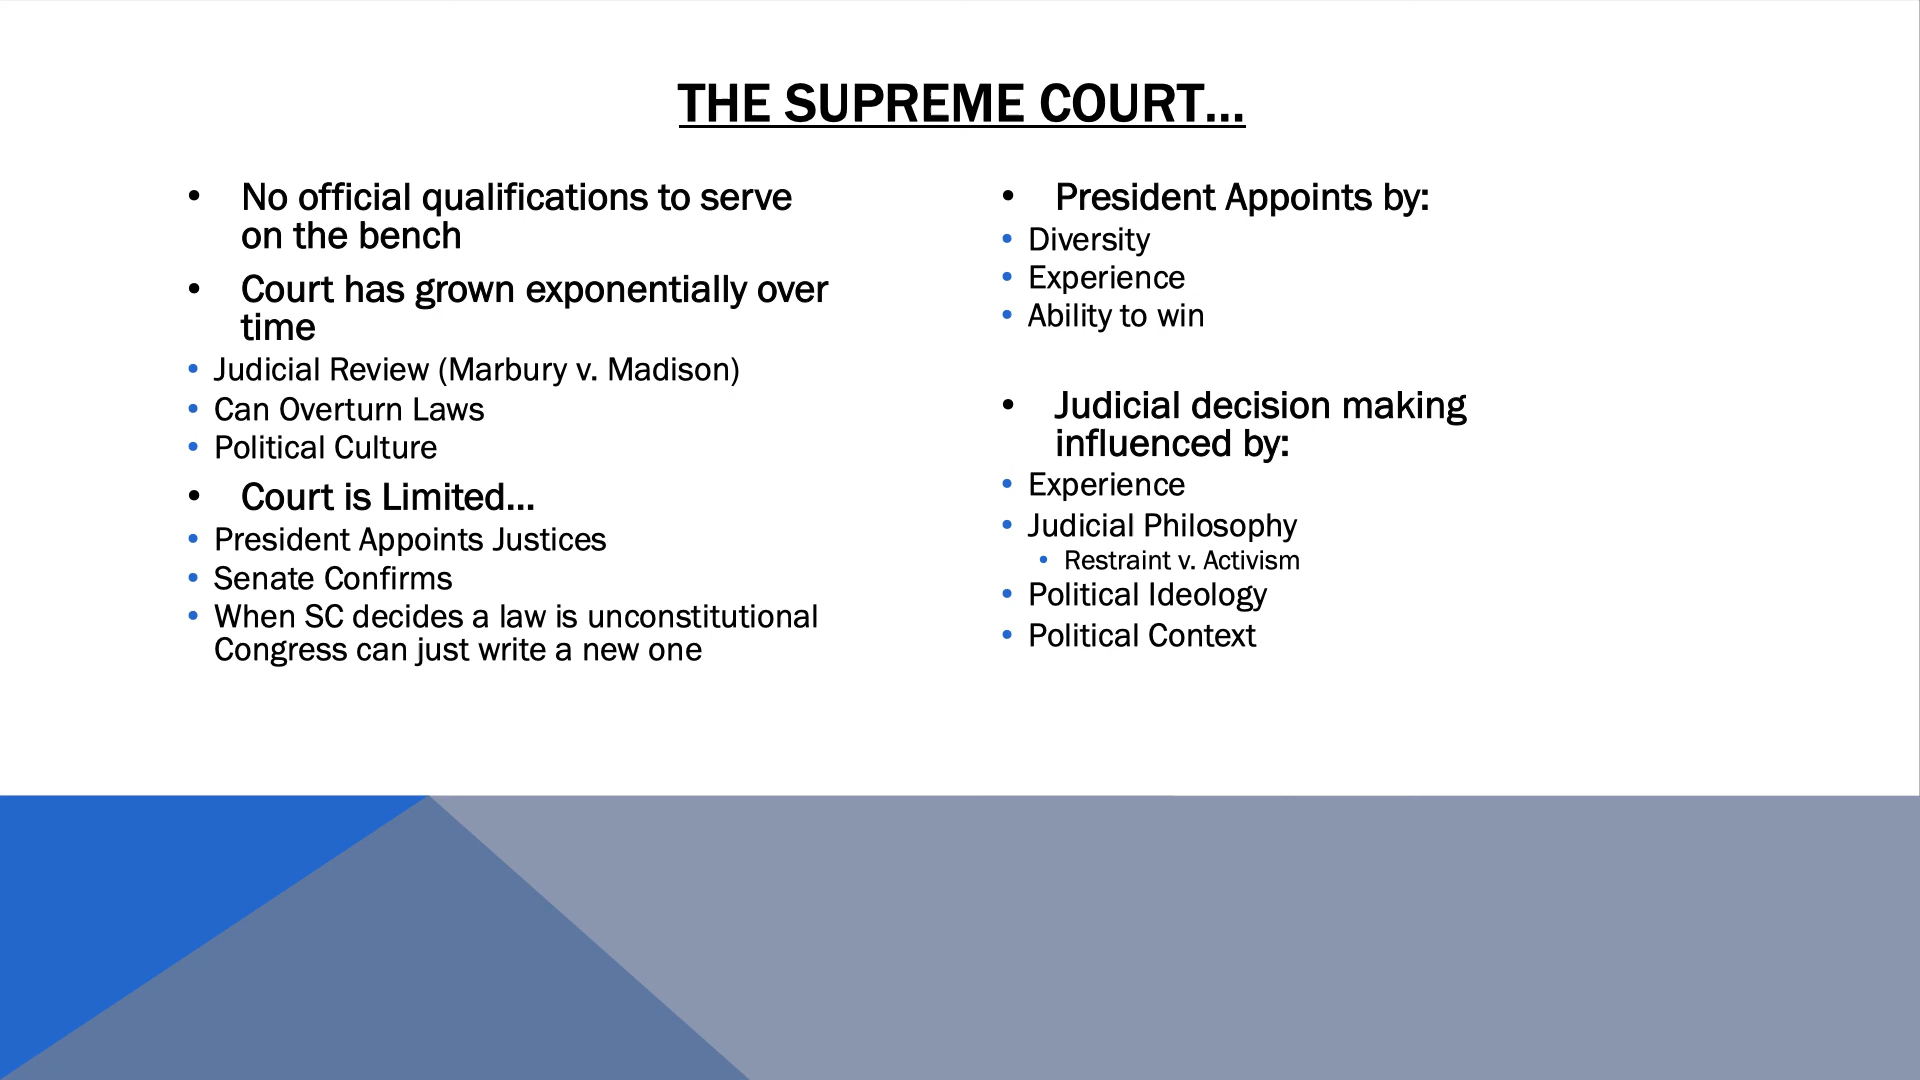 THE SUPREME COURT...
• No official qualifications to serve
on the bench
• Court has grown exponentially over
time
• Judicial Review (Marbury v. Madison)
• Can Overturn Laws
• Political Culture
• Court is Limited...
• President Appoints Justices
• Senate Confirms
• When SC decides a law is unconstitutional
Congress can just write a new one
• President Appoints by:
• Diversity
• Experience
• Ability to win
• Judicial decision making
influenced by:
• Experience
• Judicial Philosophy
• Restraint v. Activism
• Political Ideology
• Political Context